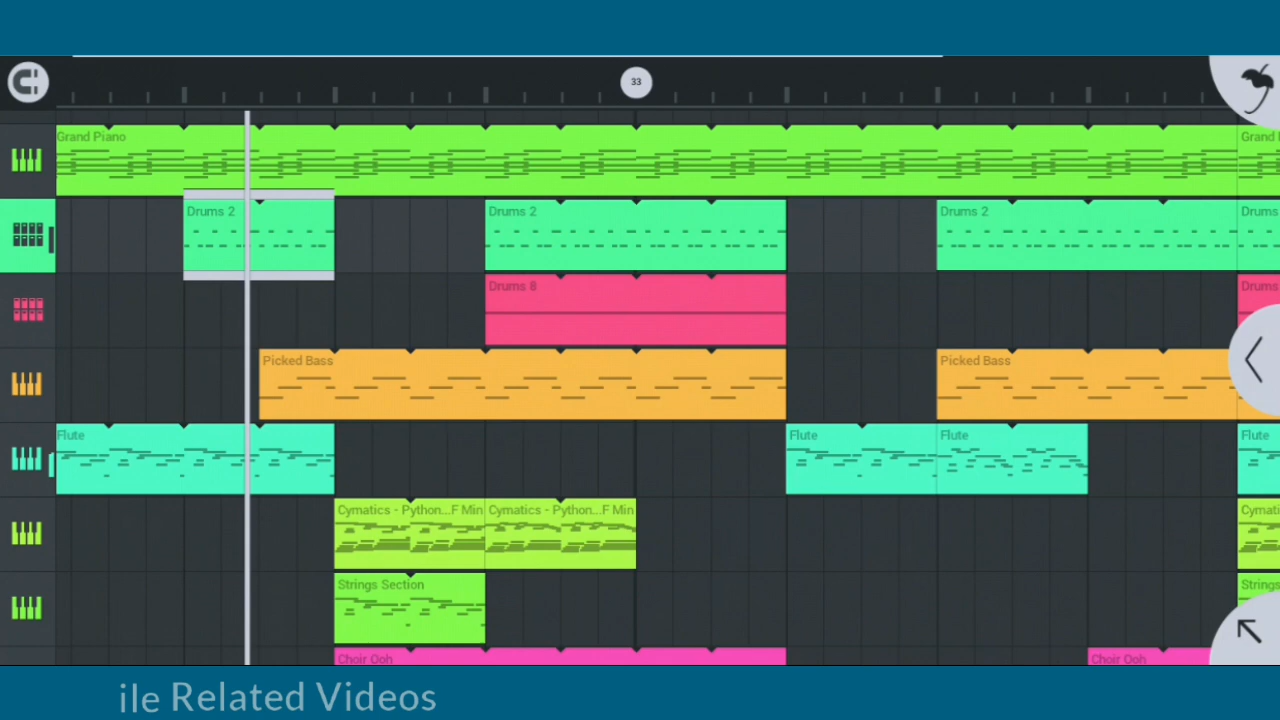 33
Grand Piano
Grand
Drums 2
Drums 2
Drums 2
Drums
Drums 8
Drums
Picked Bass
Picked Bass
Flute
Flute
Flute
Flute
Cymatics - Python...F Min
Cymatics - Python...F Min
Cymati
Strings Section
Strings
Choir Ooh
Choir Ooh
ile Related Videos